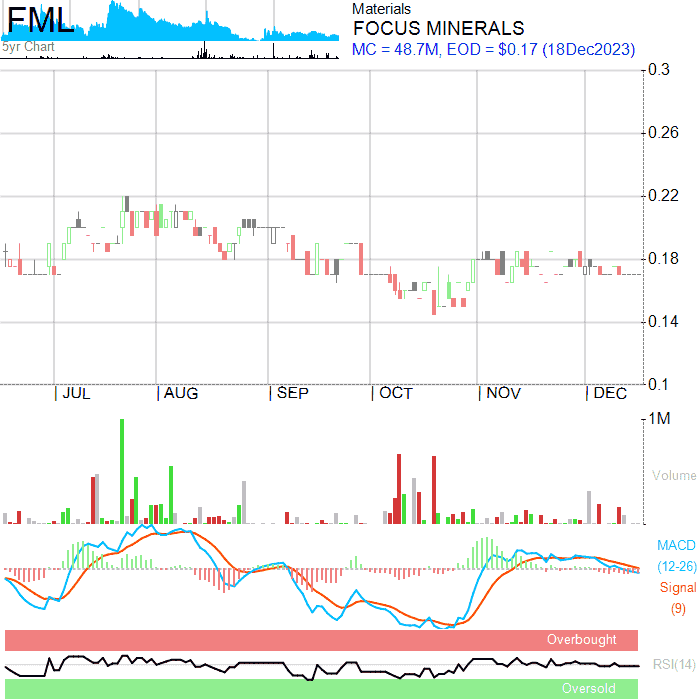 FML
5yr Chart
Materials
FOCUS MINERALS
MC = 48.7M, EOD = $0.17 (18Dec2023)
0.3
0.26
0.22
0.18
0.14
0.1
JUL
AUG
SEP
OCT
NOV
DEC
1M
Volume
MACD
(12-26)
Signal
(9)
Overbought
RSI(14)
Oversold